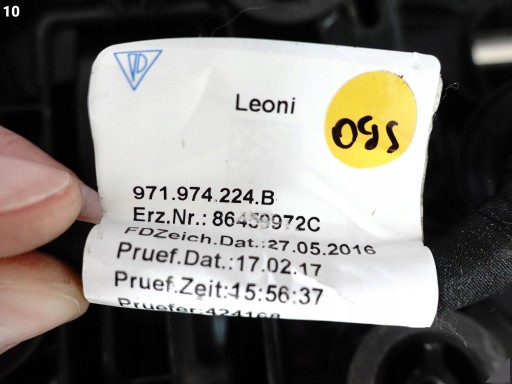 10
Leoni
560
971.974.224.B
Erz.Nr.: 86459972C
FDZeich.Dat.:27.05.2016
Pruef.Dat.:17.02.17
Pruef.Zeit:15:56:37